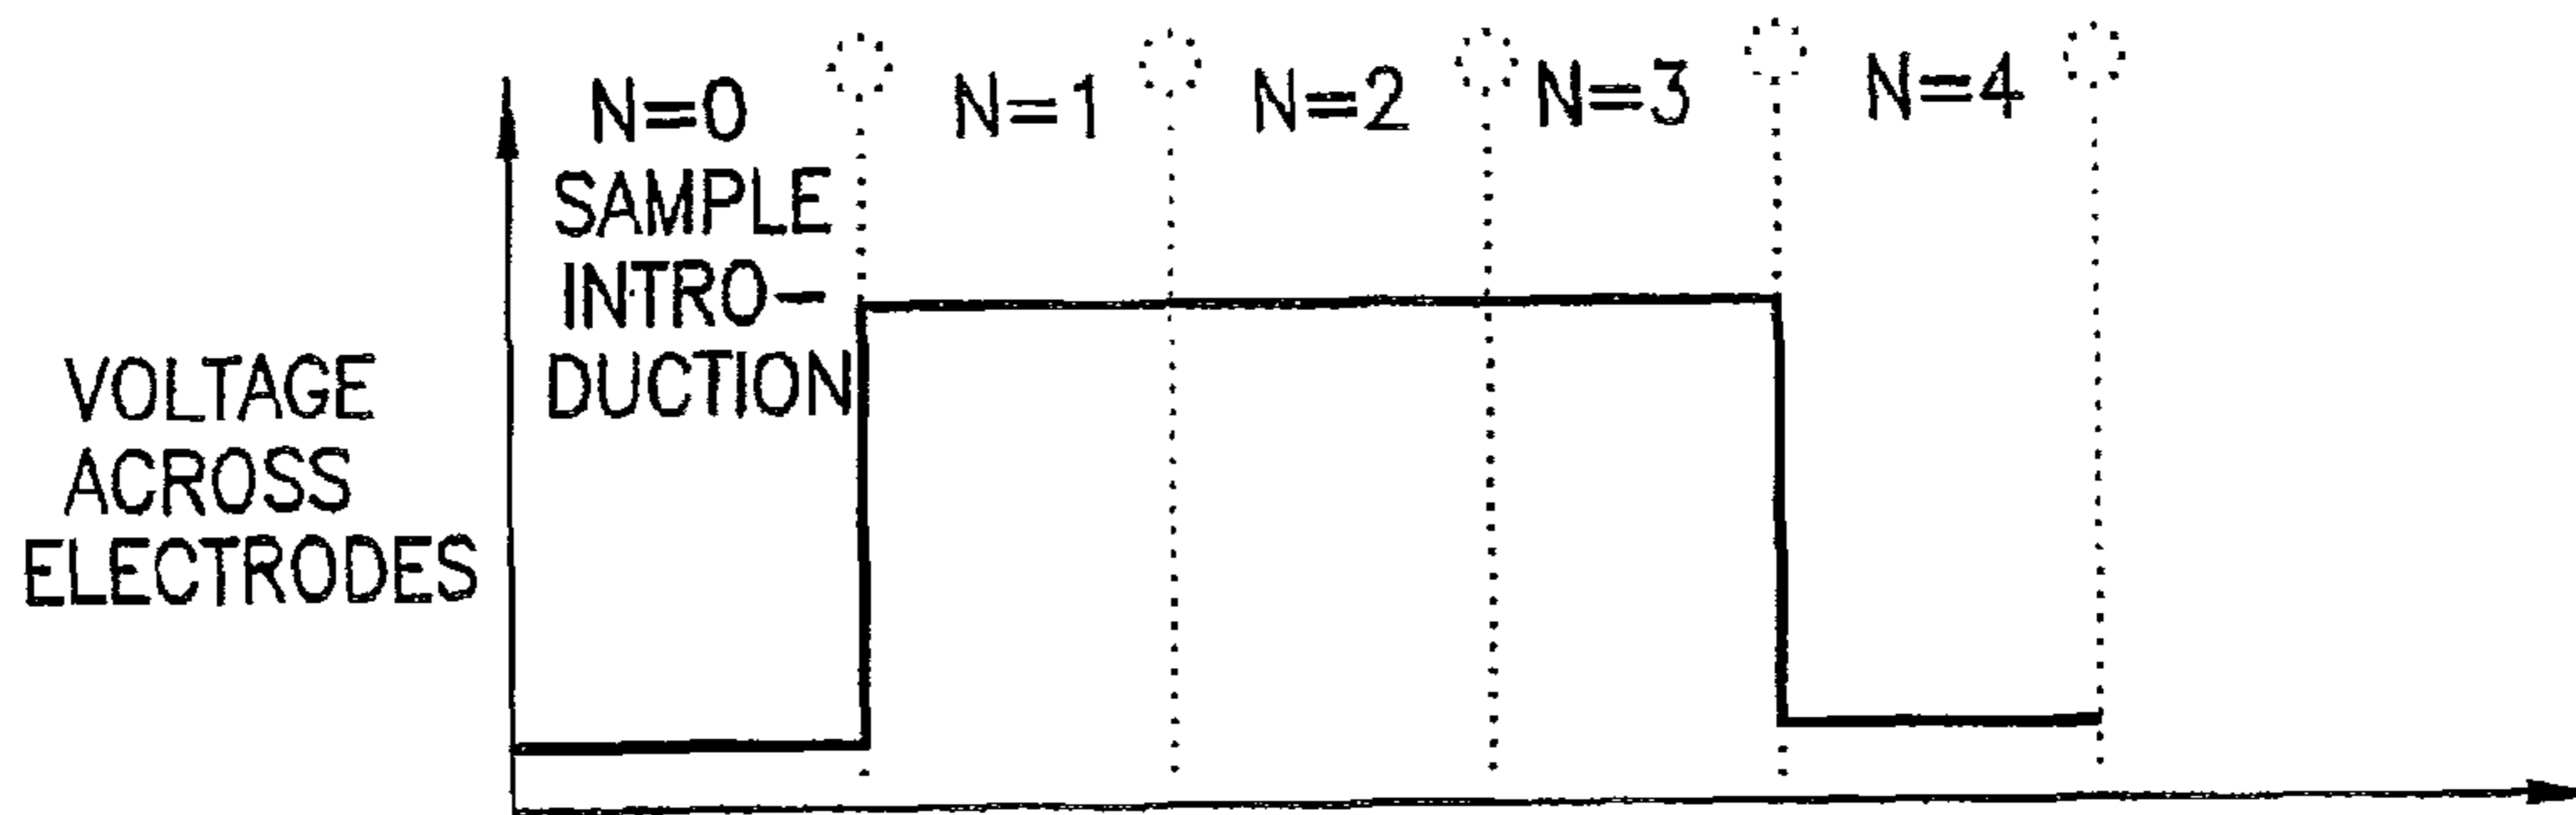 N=0 N=1 N=2 N=3 N=4
SAMPLE
INTRO-
DUCTION
VOLTAGE
ACROSS
ELECTRODES